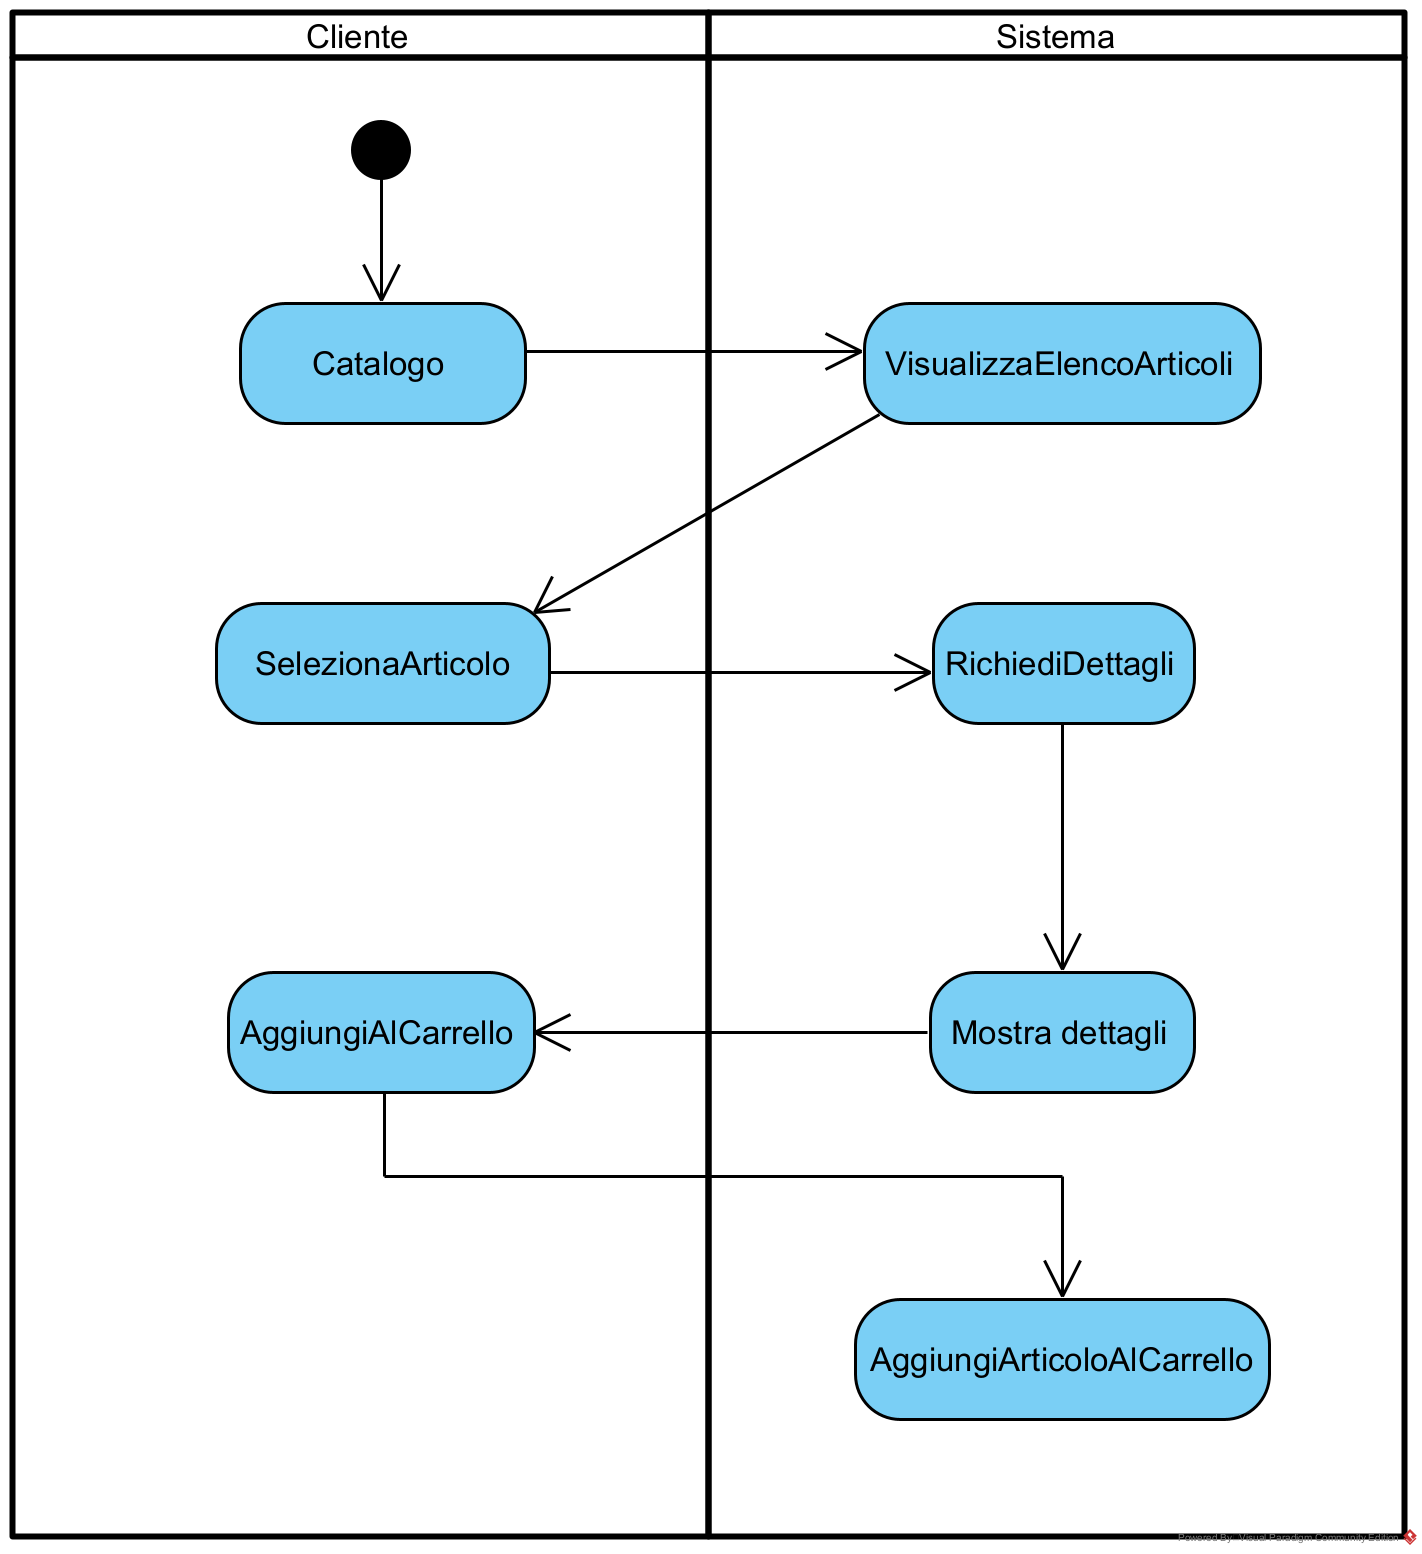 Cliente
Sistema
Catalogo
VisualizzaElencoArticoli
SelezionaArticolo
RichiediDettagli
AggiungiAlCarrello
Mostra dettagli
AggiungiArticoloAlCarrello
Powered By Visual Paradigm Community Edition